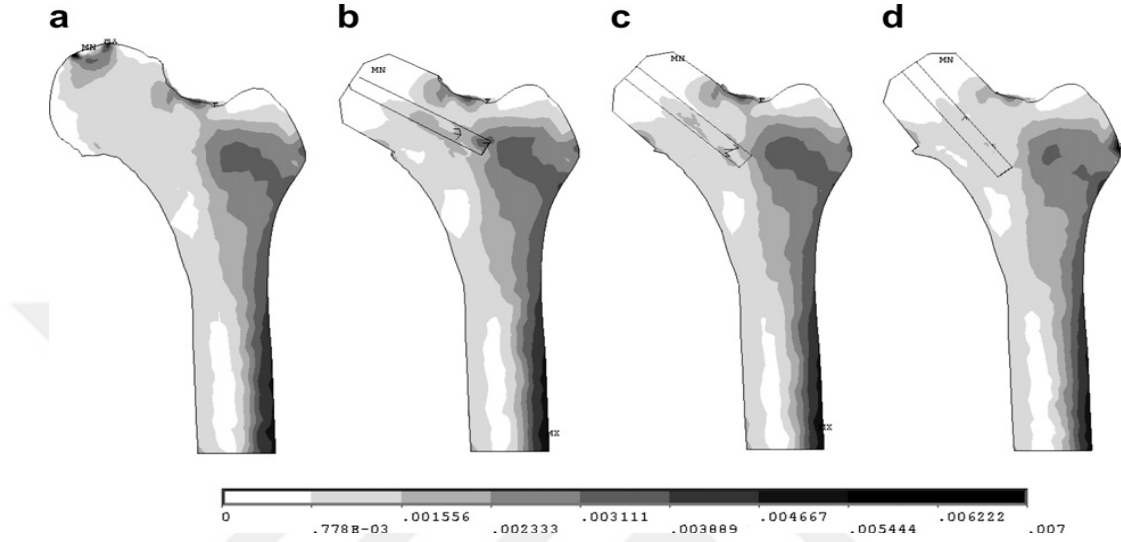 a b c d
MN
MN
MN
MN
MX
MX
0 .001556 .003111 .004667 .006222
.778E-03 .002333 .003889 .005444 .007